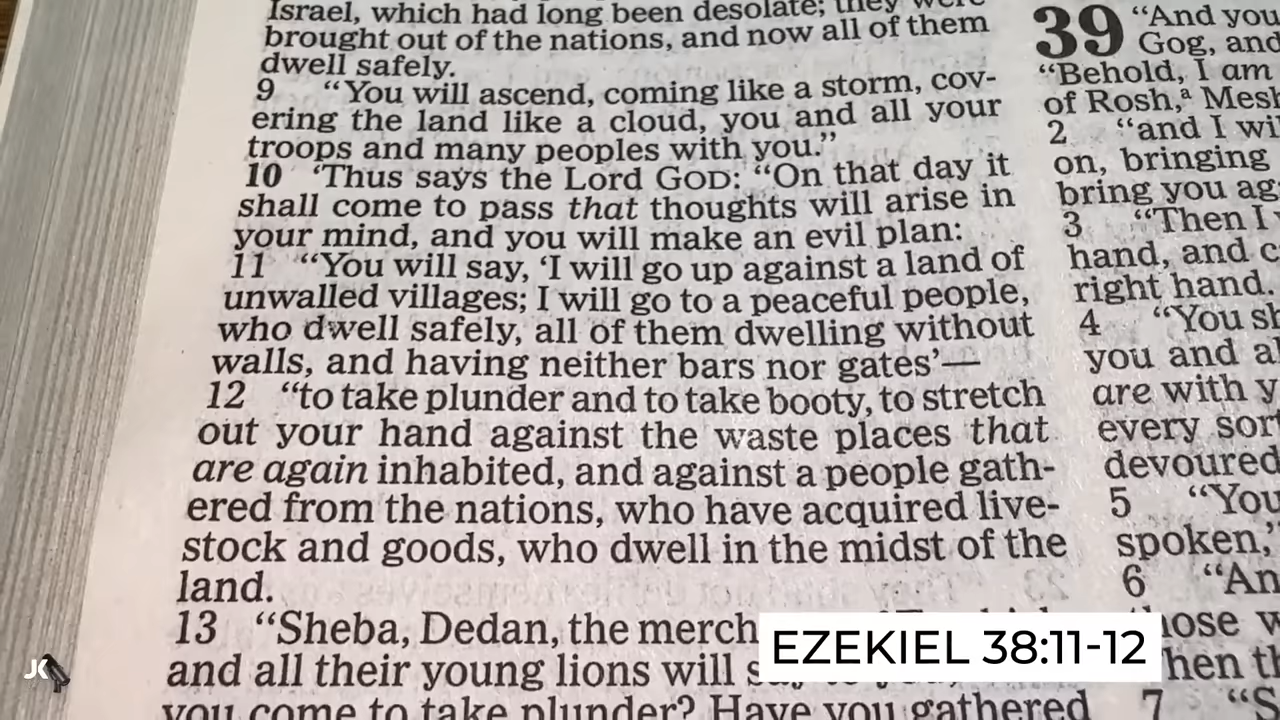 Israel, which had long been desolate; they were
brought out of the nations, and now all of them
dwell safely.
9 “You will ascend, coming like a storm, cov-
ering the land like a cloud, you and all your
troops and many peoples with you.”
10 ‘Thus says the Lord GOD: “On that day it
shall come to pass that thoughts will arise in
your mind, and you will make an evil plan:
11 “You will say, ‘I will go up against a land of
unwalled villages; I will go to a peaceful people,
who dwell safely, all of them dwelling without
walls, and having neither bars nor gates’—
12 “to take plunder and to take booty, to stretch
out your hand against the waste places that
are again inhabited, and against a people gath-
ered from the nations, who have acquired live-
stock and goods, who dwell in the midst of the
land.
13 “Sheba, Dedan, the merch
and all their young lions will
you come to take plunder? Have you gathered
39 “And you
Gog, and
“Behold, I am
of Rosh,a Mesh
2 “and I wi
on, bringing
bring you ag
3 “Then I
hand, and c
right hand.
4 “You sh
you and al
are with y
every sor
devoured
5 “You
spoken,”
6 “An
hose w
hen th
7 “S
EZEKIEL 38:11-12
JK